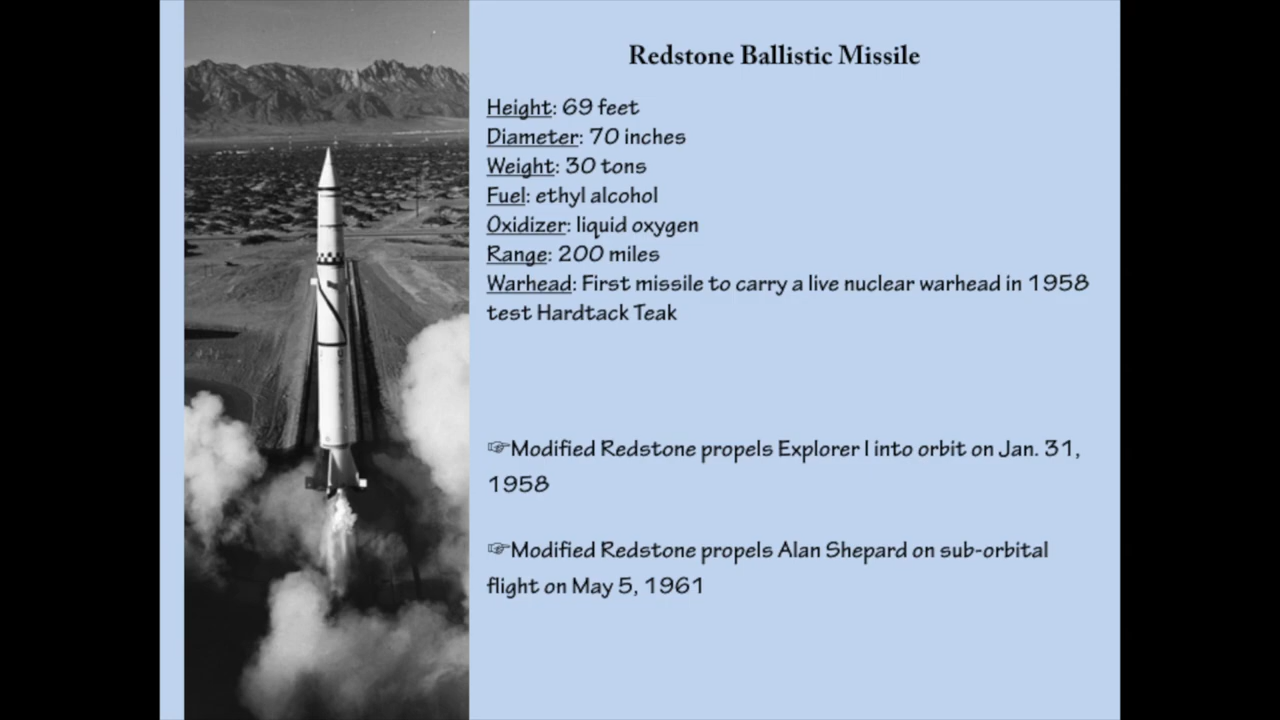 Redstone Ballistic Missile
Height: 69 feet
Diameter: 70 inches
Weight: 30 tons
Fuel: ethyl alcohol
Oxidizer: liquid oxygen
Range: 200 miles
Warhead: First missile to carry a live nuclear warhead in 1958
test Hardtack Teak
☞Modified Redstone propels Explorer I into orbit on Jan. 31,
1958
☞Modified Redstone propels Alan Shepard on sub-orbital
flight on May 5, 1961